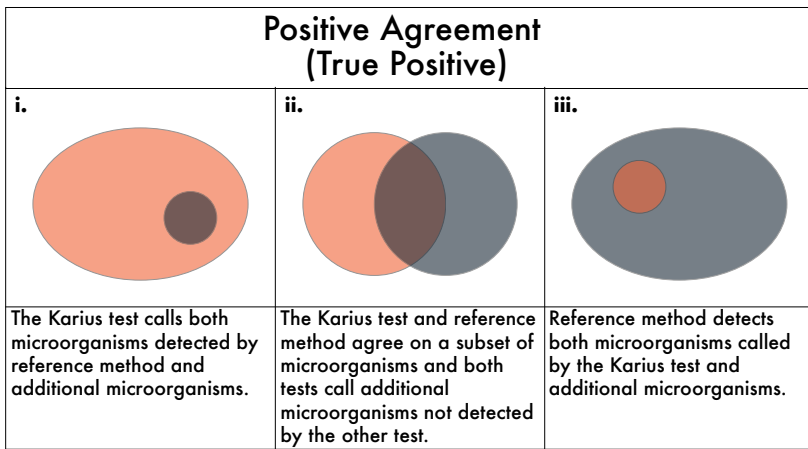 Positive Agreement
(True Positive)
i.
ii.
iii.
The Karius test calls both
microorganisms detected by
reference method and
additional microorganisms.
The Karius test and reference
method agree on a subset of
microorganisms and both
tests call additional
microorganisms not detected
by the other test.
Reference method detects
both microorganisms called
by the Karius test and
additional microorganisms.